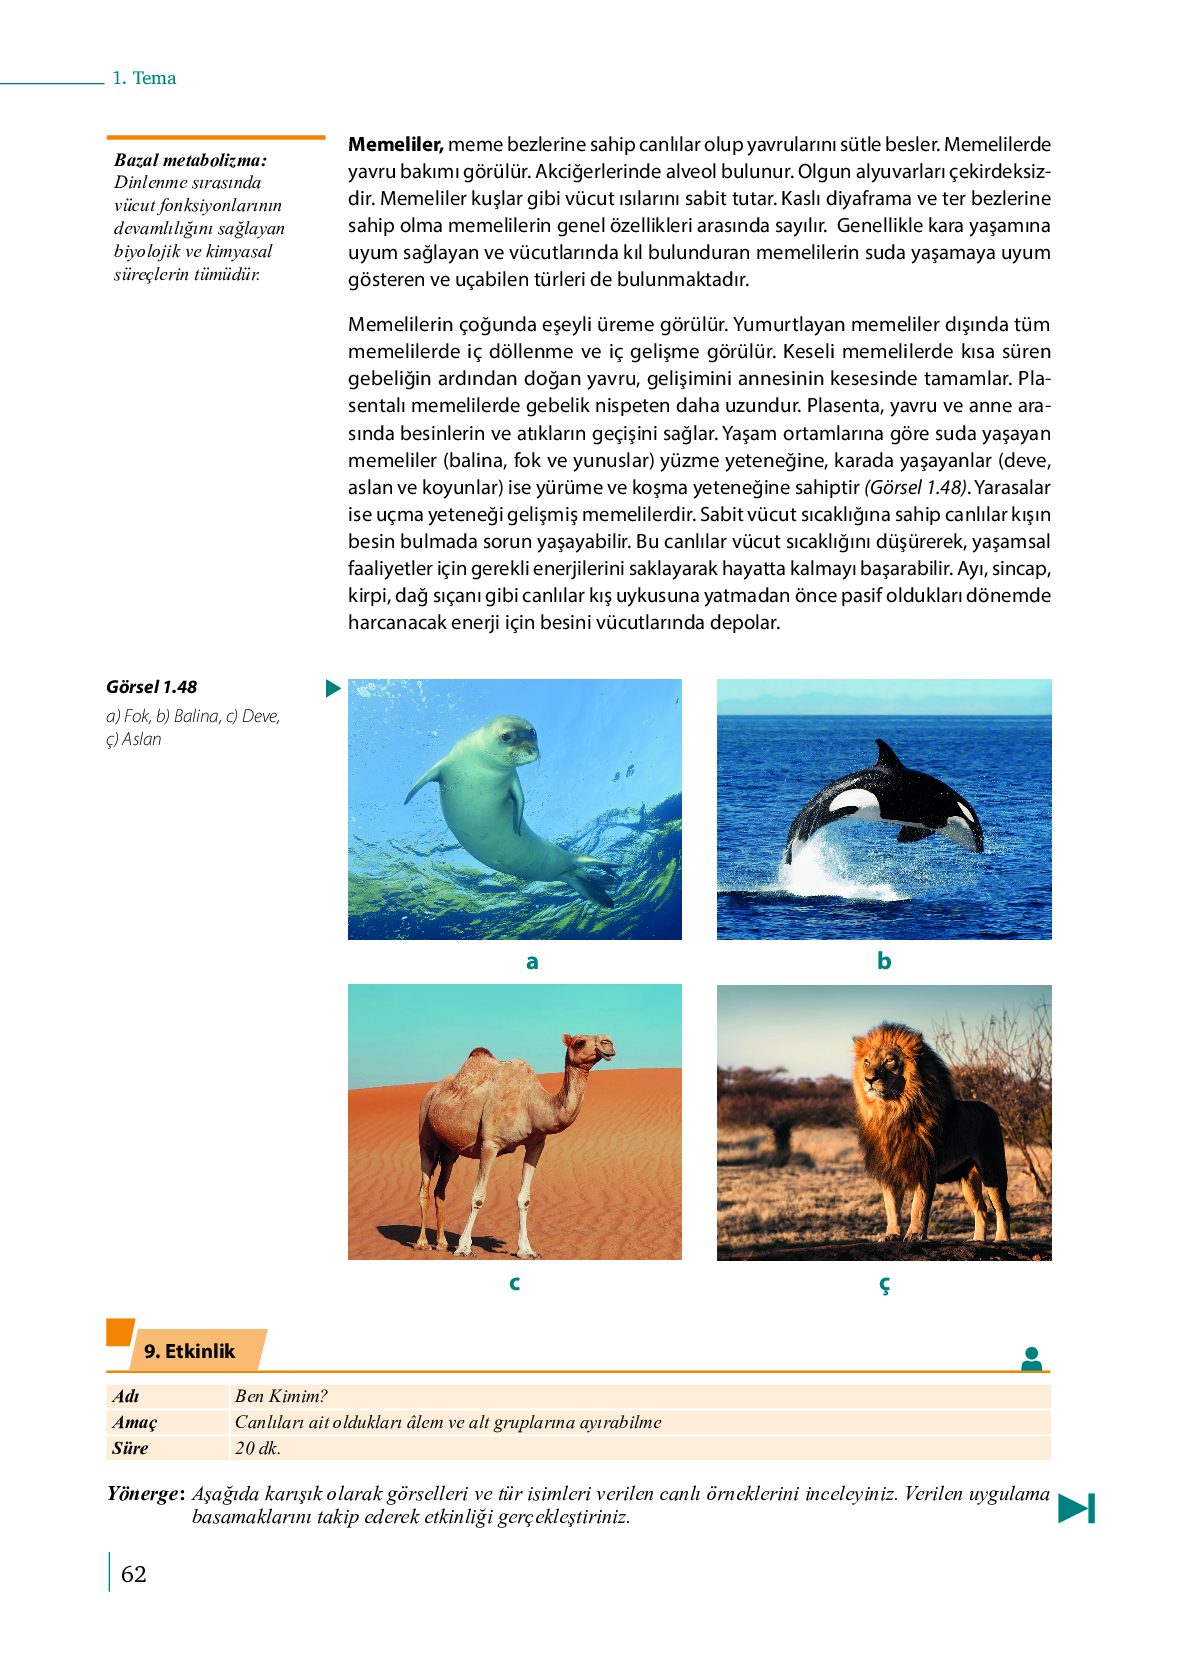 1. Tema
Bazal metabolizma:
Dinlenme sırasında
vücut fonksiyonlarının
devamlılığını sağlayan
biyolojik ve kimyasal
süreçlerin tümüdür.
Memeliler, meme bezlerine sahip canlılar olup yavrularını sütle besler. Memelilerde
yavru bakımı görülür. Akciğerlerinde alveol bulunur. Olgun alyuvarları çekirdeksiz-
dir. Memeliler kuşlar gibi vücut ısılarını sabit tutar. Kaslı diyaframa ve ter bezlerine
sahip olma memelilerin genel özellikleri arasında sayılır. Genellikle kara yaşamına
uyum sağlayan ve vücutlarında kıl bulunduran memelilerin suda yaşamaya uyum
gösteren ve uçabilen türleri de bulunmaktadır.
Memelilerin çoğunda eşeyli üreme görülür. Yumurtlayan memeliler dışında tüm
memelilerde iç döllenme ve iç gelişme görülür. Keseli memelilerde kısa süren
gebeliğin ardından doğan yavru, gelişimini annesinin kesesinde tamamlar. Pla-
sentalı memelilerde gebelik nispeten daha uzundur. Plasenta, yavru ve anne ara-
sında besinlerin ve atıkların geçişini sağlar. Yaşam ortamlarına göre suda yaşayan
memeliler (balina, fok ve yunuslar) yüzme yeteneğine, karada yaşayanlar (deve,
aslan ve koyunlar) ise yürüme ve koşma yeteneğine sahiptir (Görsel 1.48). Yarasalar
ise uçma yeteneği gelişmiş memelilerdir. Sabit vücut sıcaklığına sahip canlılar kışın
besin bulmada sorun yaşayabilir. Bu canlılar vücut sıcaklığını düşürerek, yaşamsal
faaliyetler için gerekli enerjilerini saklayarak hayatta kalmayı başarabilir. Ayı, sincap,
kirpi, dağ sıçanı gibi canlılar kış uykusuna yatmadan önce pasif oldukları dönemde
harcanacak enerji için besini vücutlarında depolar.
Görsel 1.48
a) Fok, b) Balina, c) Deve,
ç) Aslan
a
b
c
ç
9. Etkinlik
Adı Ben Kimim?
Amaç Canlıları ait oldukları âlem ve alt gruplarına ayırabilme
Süre 20 dk.
Yönerge: Aşağıda karışık olarak görselleri ve tür isimleri verilen canlı örneklerini inceleyiniz. Verilen uygulama
basamaklarını takip ederek etkinliği gerçekleştiriniz.
62